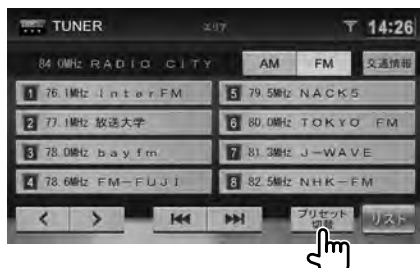 TUNER エリア 14:26
84.0MHz RADIO CITY AM FM 交通情報
1 76.1MHz InterFM 5 79.5MHz NACK5
2 77.1MHz 放送大学 6 80.0MHz TOKYO FM
3 78.0MHz bayfm 7 81.3MHz J-WAVE
4 78.6MHz FM-FUJI 8 82.5MHz NHK-FM
プリセット切替 リスト